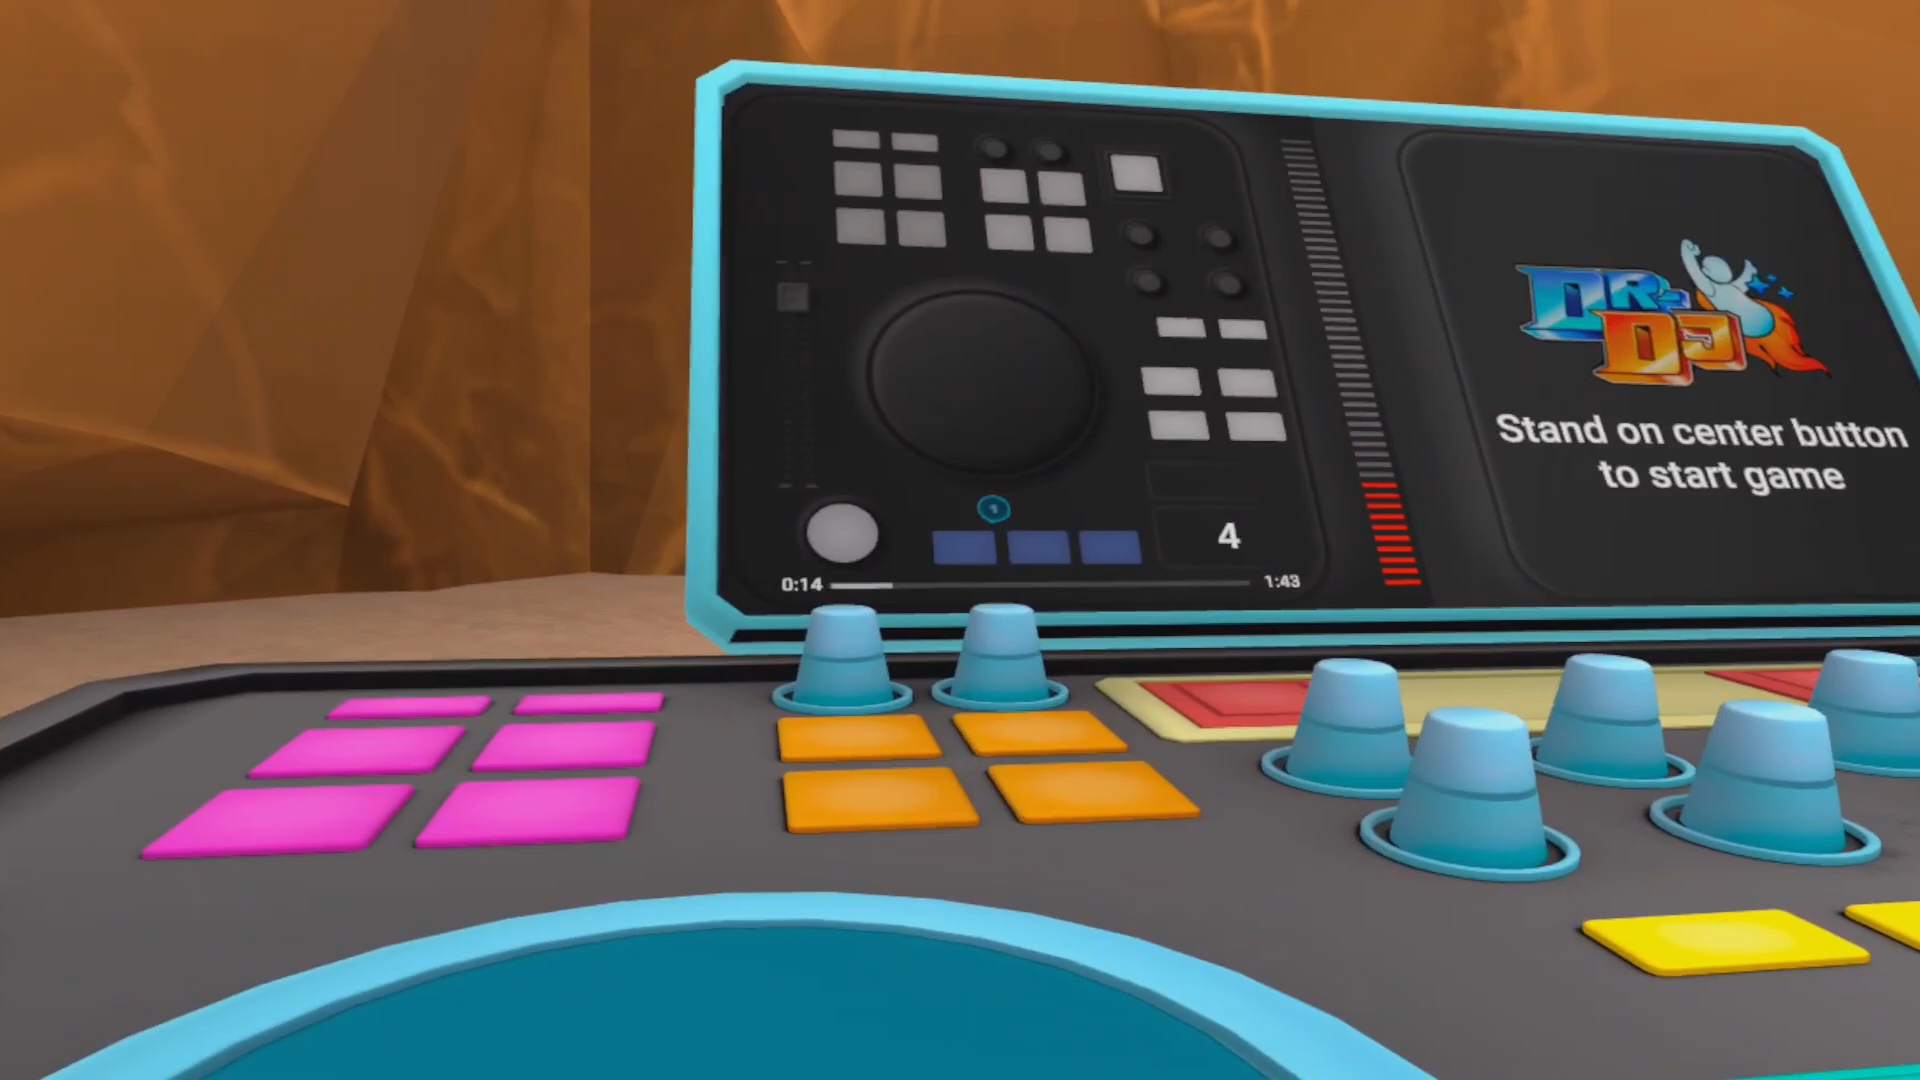 DR-
DJ
Stand on center button
to start game
4
0:14
1:43